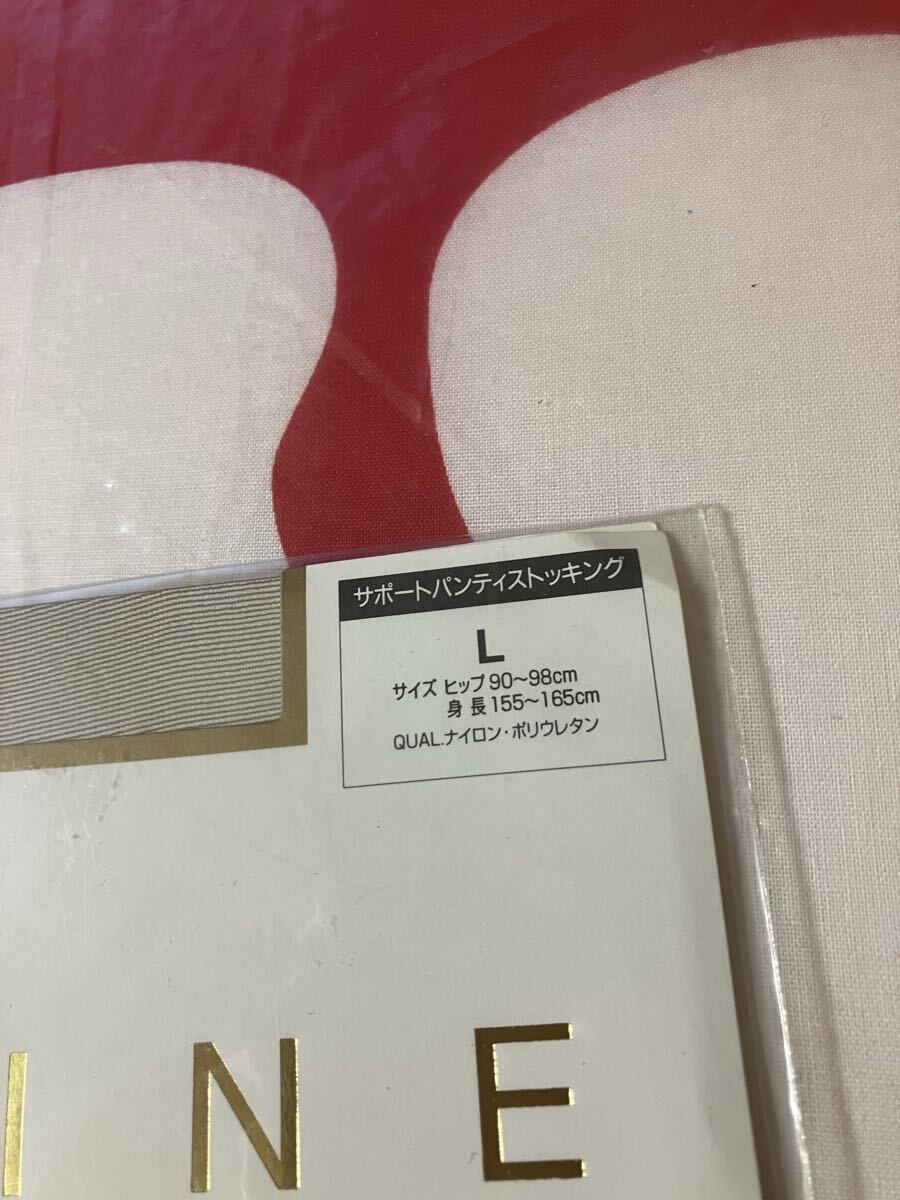 サポートパンティストッキング
L
サイズ ヒップ 90〜98cm
身 長 155〜165cm
QUAL.ナイロン・ポリウレタン
INE